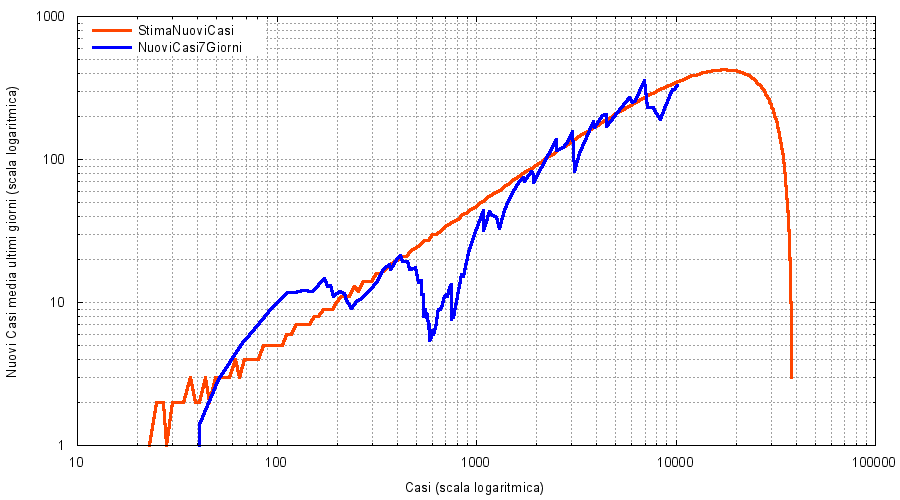 1000
StimaNuoviCasi
NuoviCasi7Giorni
100
10
1
Nuovi Casi media ultimi giorni (scala logaritmica)
10
100
1000
10000
100000
Casi (scala logaritmica)